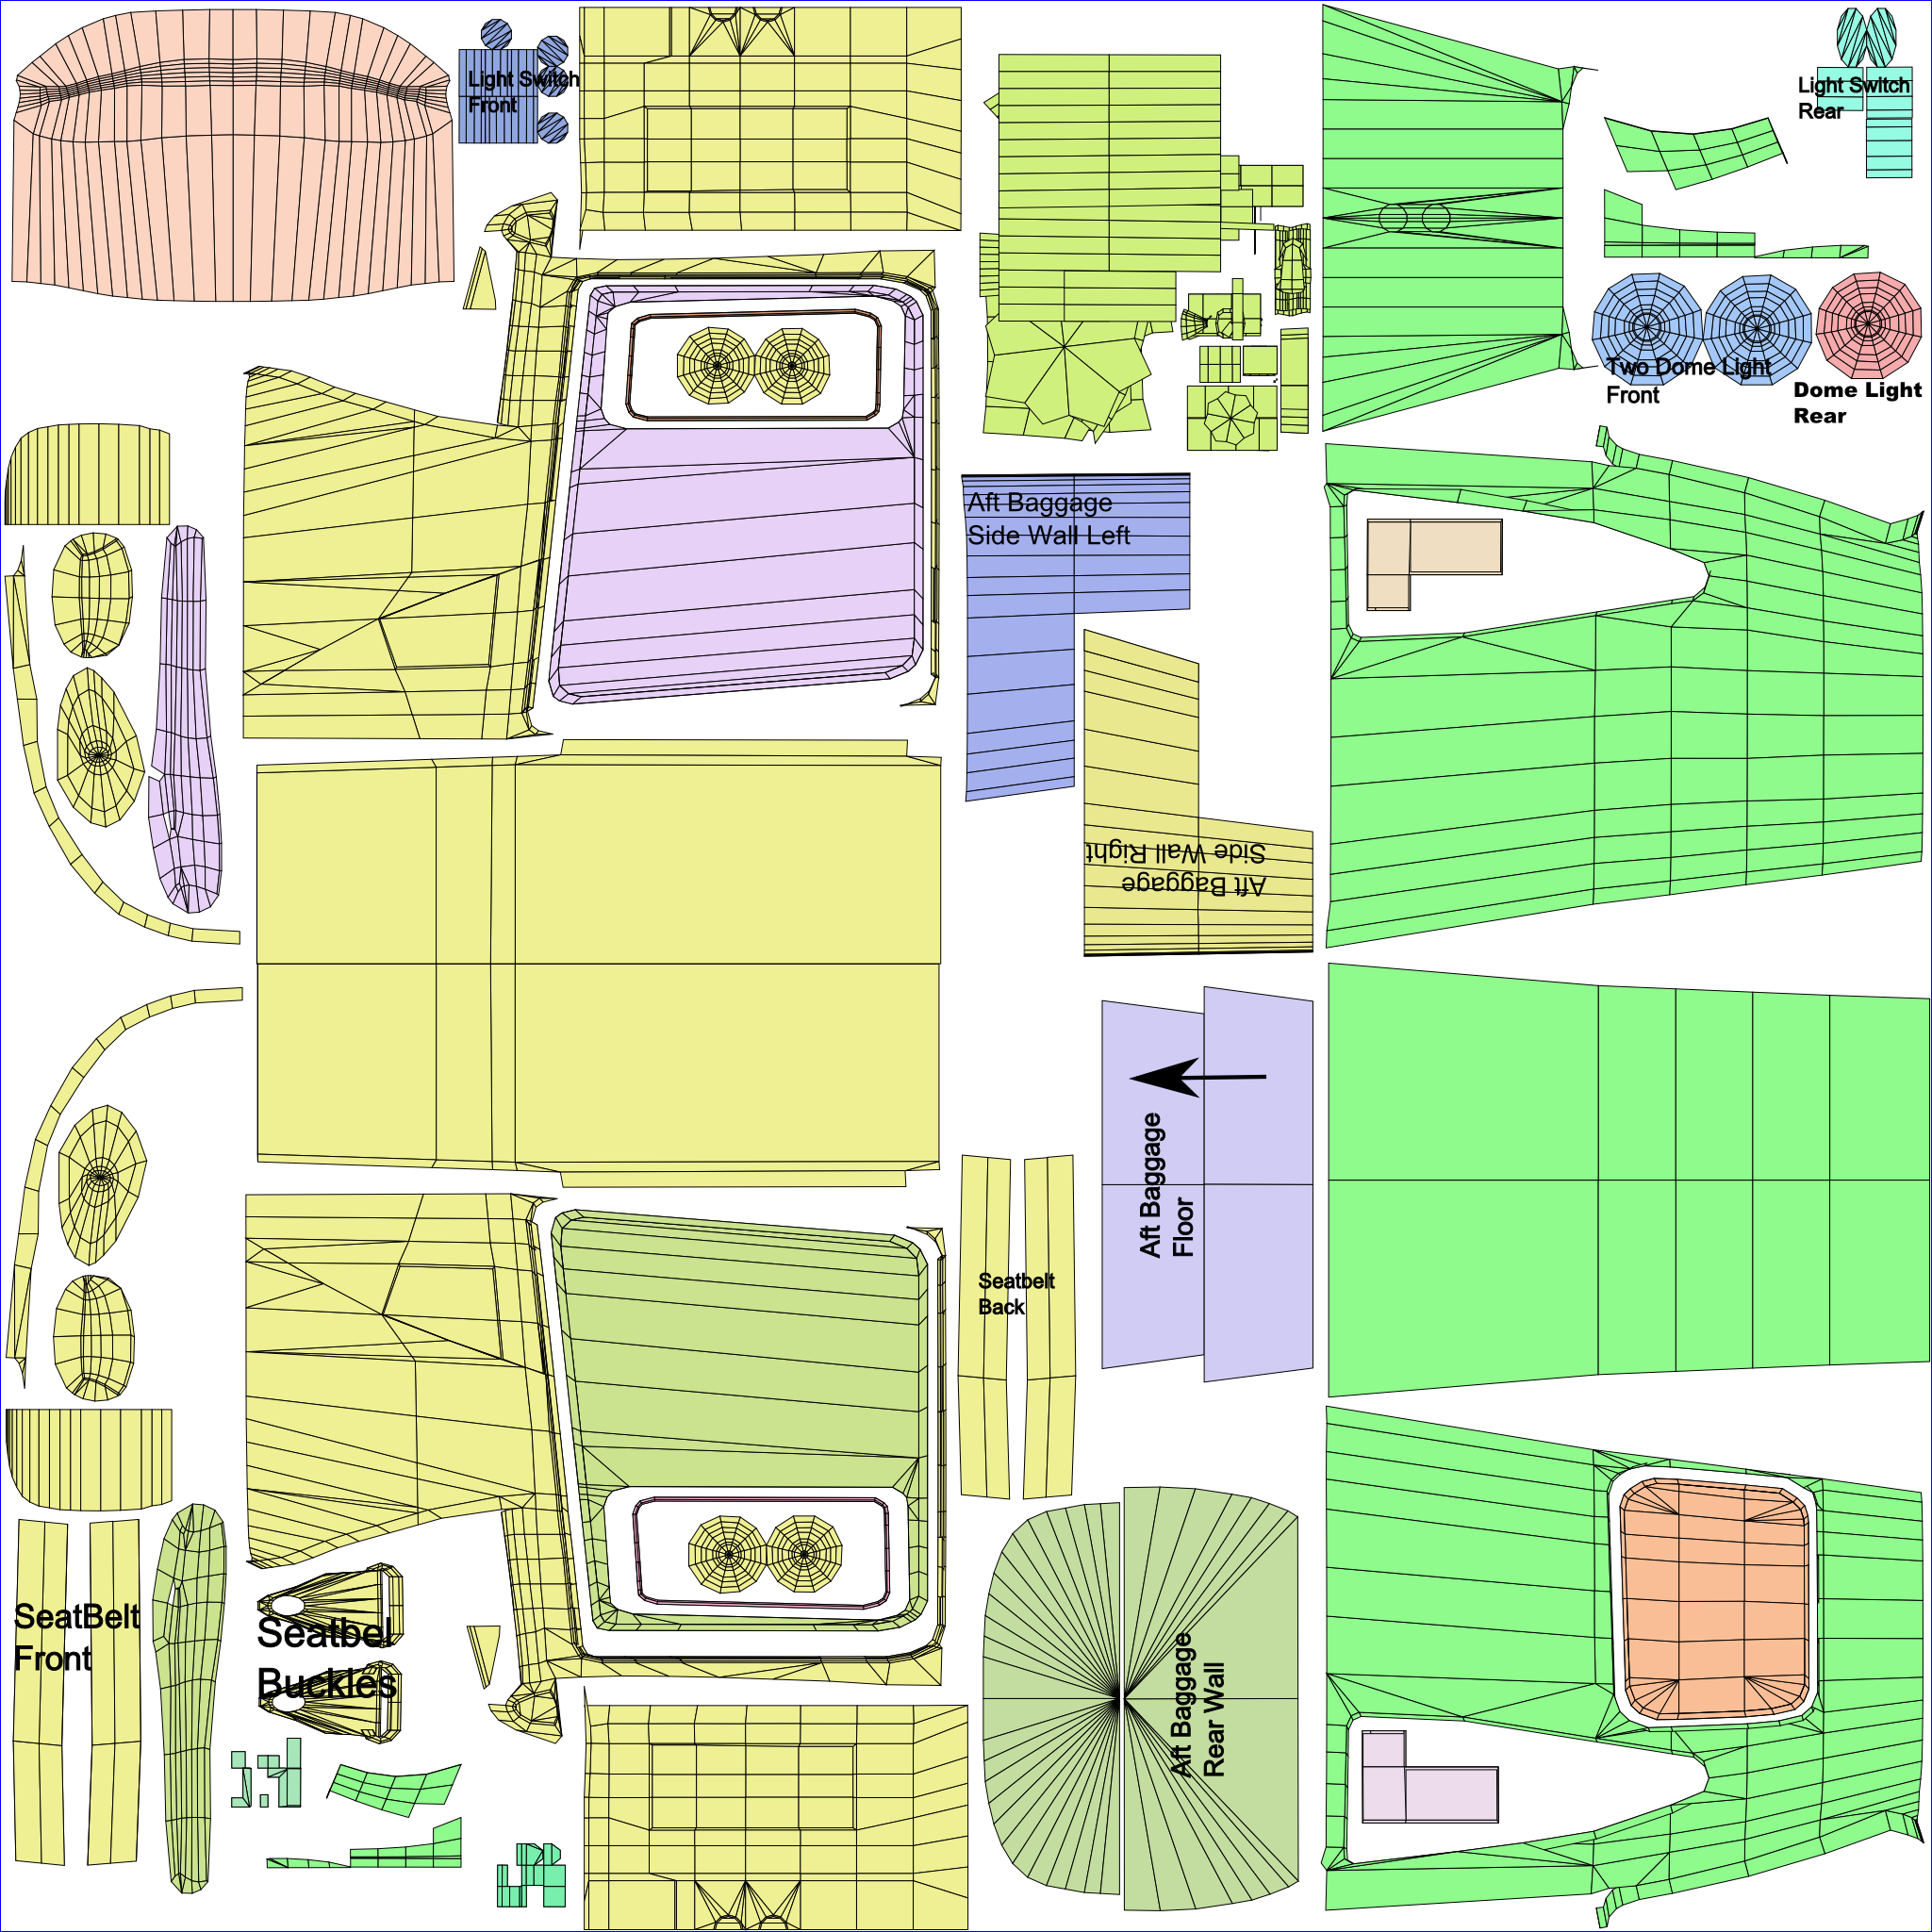 Light Switch
Front
Light Switch
Rear
Two Dome Light
Front
Dome Light
Rear
Aft Baggage
Side Wall Left
Aft Baggage
Side Wall Right
Aft Baggage
Floor
Seatbelt
Back
SeatBelt
Front
Seatbel
Buckles
Aft Baggage
Rear Wall